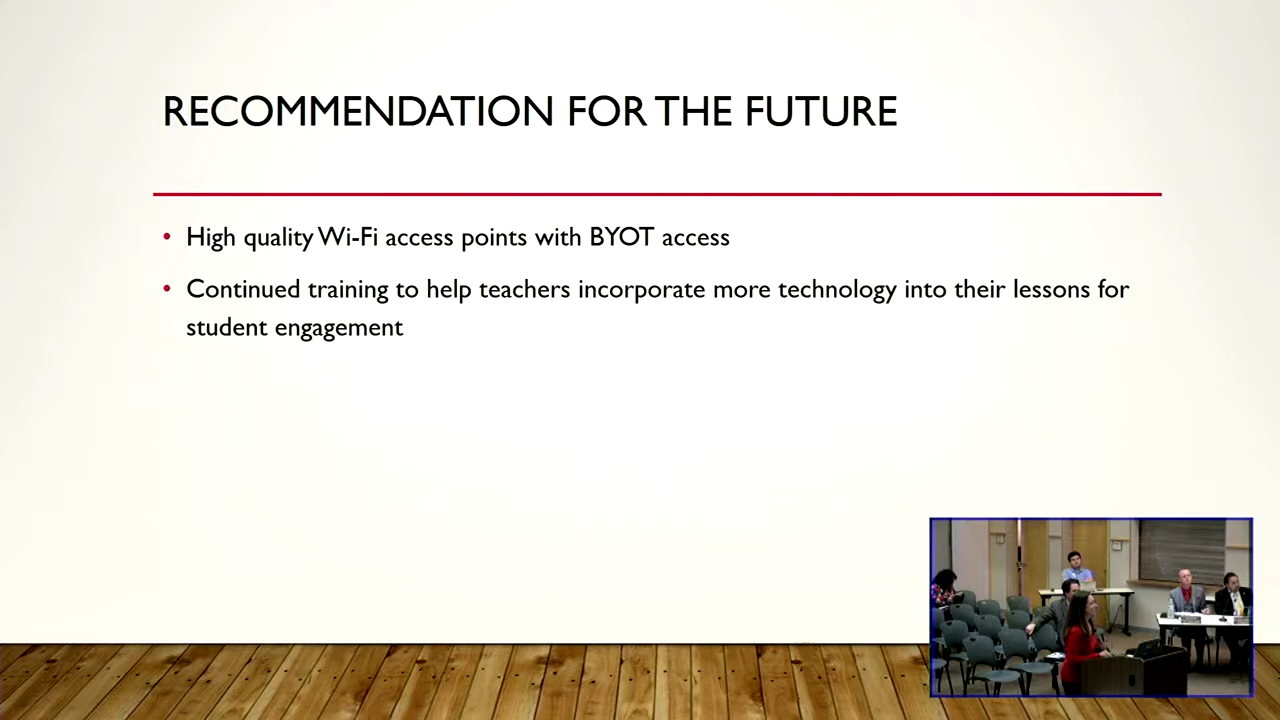 RECOMMENDATION FOR THE FUTURE
• High quality Wi-Fi access points with BYOT access
• Continued training to help teachers incorporate more technology into their lessons for
student engagement